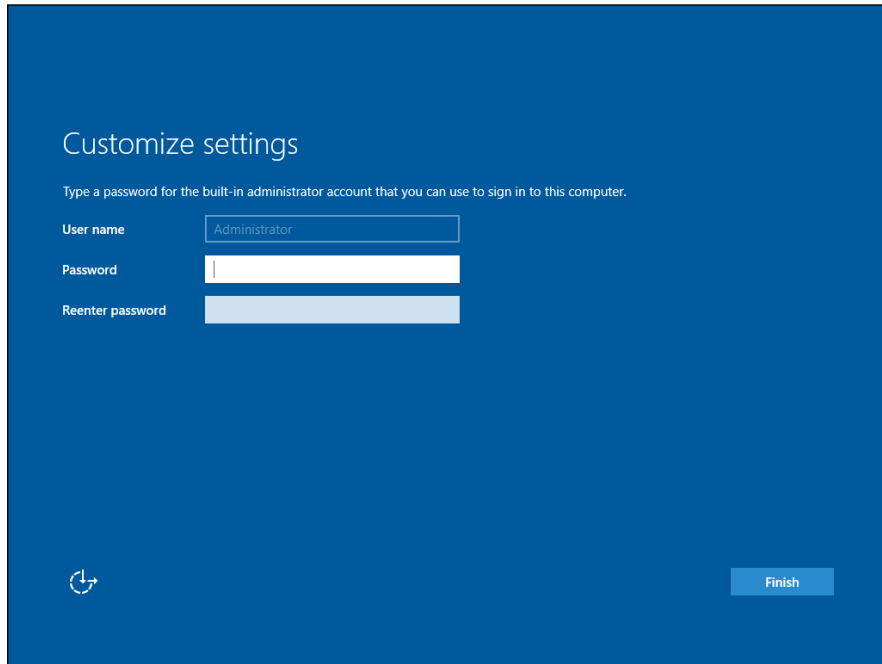 Customize settings
Type a password for the built-in administrator account that you can use to sign in to this computer.
User name
Administrator
Password
Reenter password
Finish